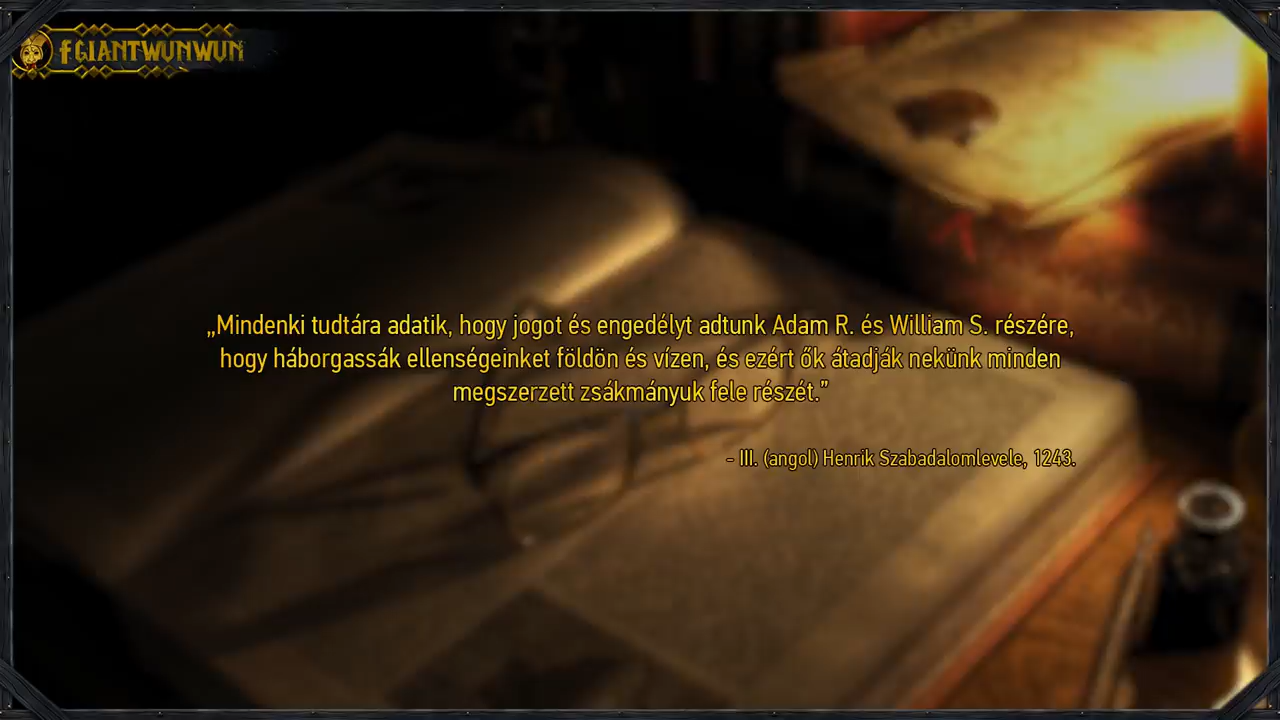 fGIANTWUNWUN
„Mindenki tudtára adatik, hogy jogot és engedélyt adtunk Adam R. és William S. részére,
hogy háborgassák ellenségeinket földön és vízen, és ezért ők átadják nekünk minden
megszerzett zsákmányuk fele részét.”
- III. (angol) Henrik Szabadalomlevele, 1243.